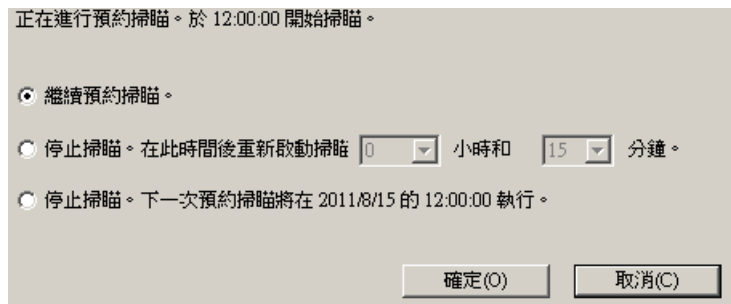 正在進行預約掃瞄。於 12:00:00 開始掃瞄。
繼續預約掃瞄。
停止掃瞄。在此時間後重新啟動掃瞄 0 小時和 15 分鐘。
停止掃瞄。下一次預約掃瞄將在 2011/8/15 的 12:00:00 執行。
確定(O) 取消(C)